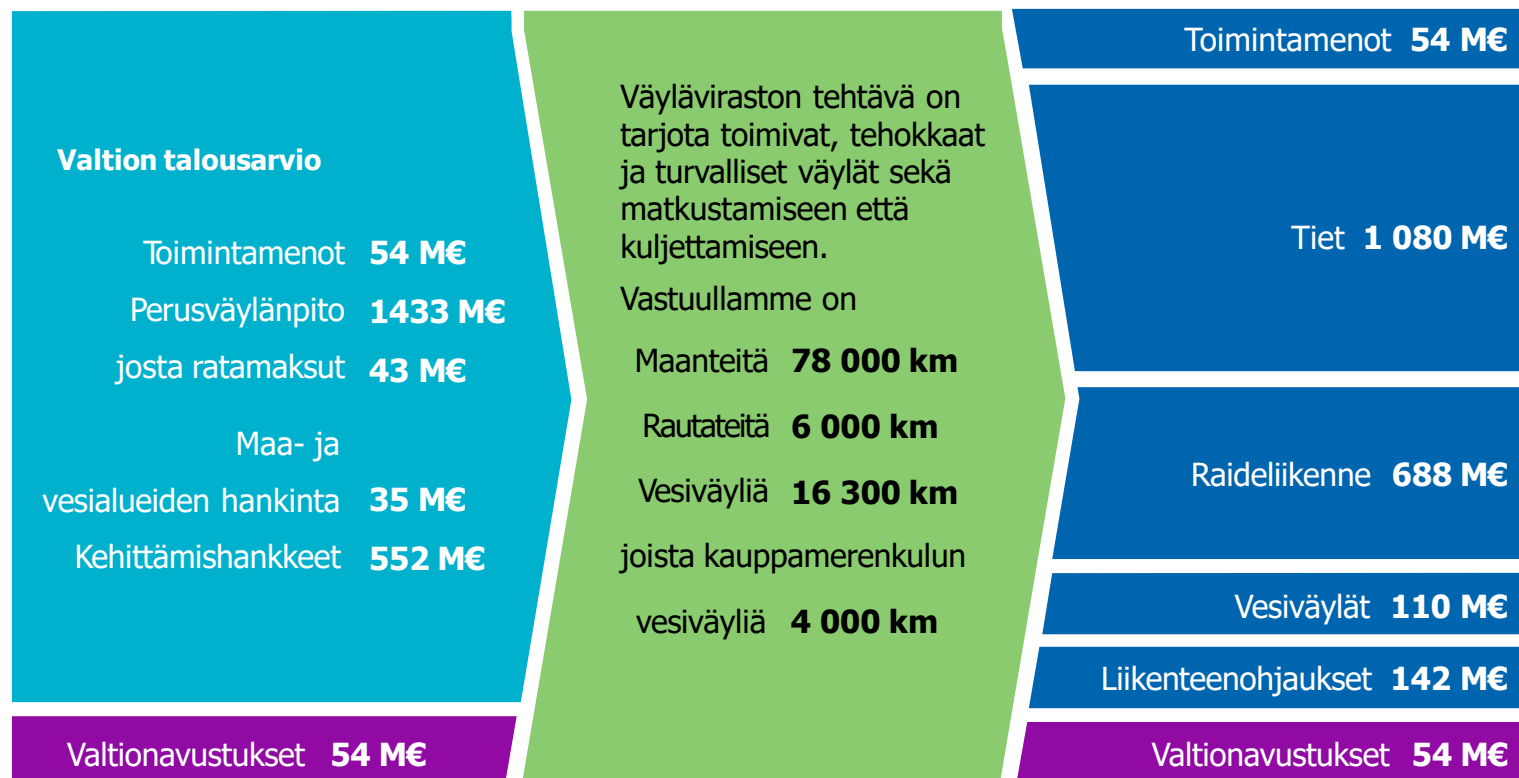 Valtion talousarvio
Toimintamenot 54 M€
Perusväylänpito 1433 M€
josta ratamaksut 43 M€
Maa- ja
vesialueiden hankinta 35 M€
Kehittämishankkeet 552 M€
Valtionavustukset 54 M€
Väyläviraston tehtävä on
tarjota toimivat, tehokkaat
ja turvalliset väylät sekä
matkustamiseen että
kuljettamiseen.
Vastuullamme on
Maanteitä 78 000 km
Rautateitä 6 000 km
Vesiväyliä 16 300 km
joista kauppamerenkulun
vesiväyliä 4 000 km
Toimintamenot 54 M€
Tiet 1 080 M€
Raideliikenne 688 M€
Vesiväylät 110 M€
Liikenteenohjaukset 142 M€
Valtionavustukset 54 M€